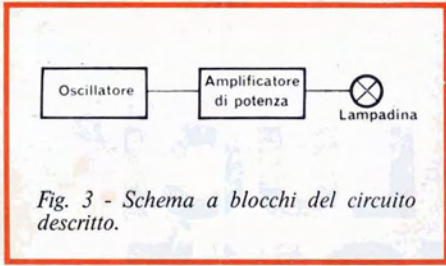 Oscillatore
Amplificatore
di potenza
Lampadina
Fig. 3 - Schema a blocchi del circuito
descritto.